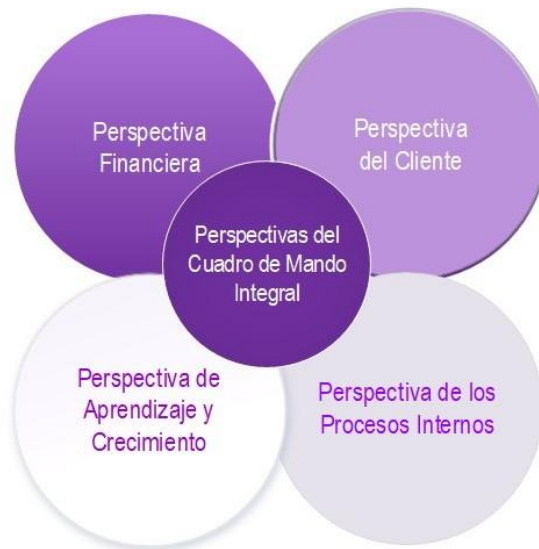 Perspectiva
Financiera
Perspectiva
del Cliente
Perspectivas del
Cuadro de Mando
Integral
Perspectiva de
Aprendizaje y
Crecimiento
Perspectiva de los
Procesos Internos